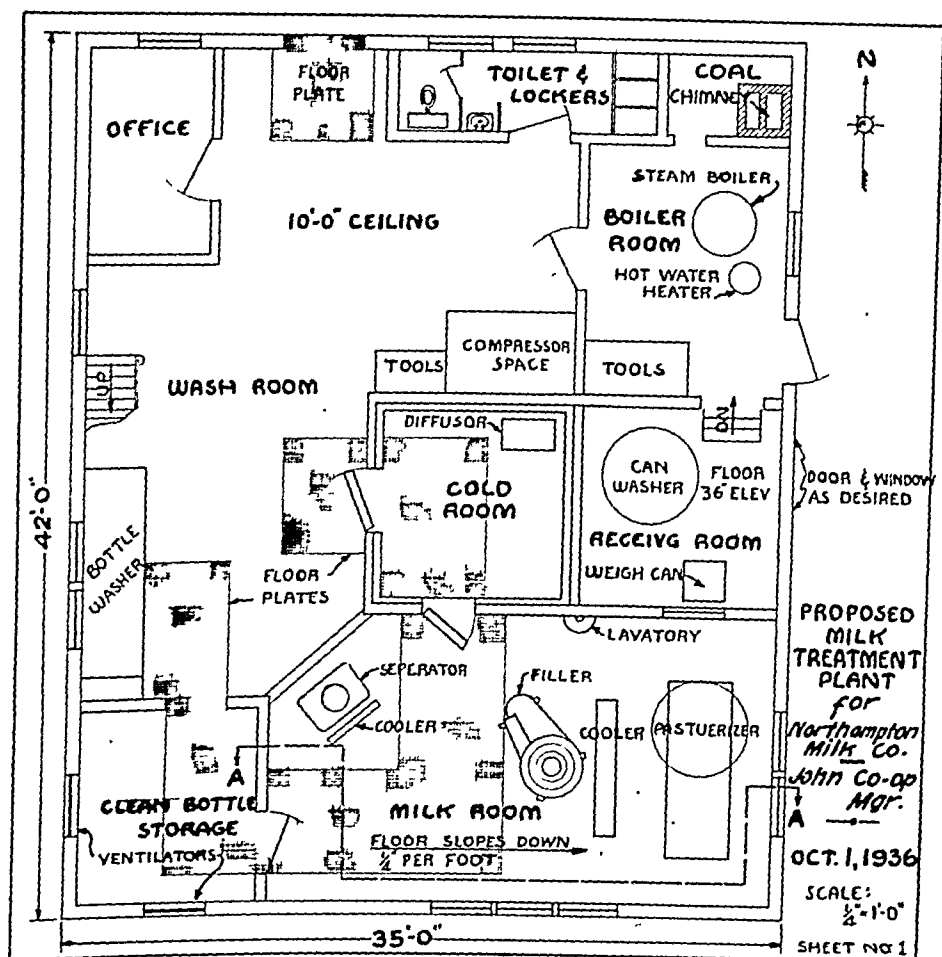 FLOOR
PLATE
TOILET &
LOCKERS
COAL
CHIMNEY
N
OFFICE
STEAM BOILER
10'-0" CEILING
BOILER
ROOM
HOT WATER
HEATER
COMPRESSOR
SPACE
TOOLS
TOOLS
UP
WASH ROOM
DIFFUSOR
DN
CAN
WASHER
FLOOR
36" ELEV
COLD
ROOM
DOOR & WINDOW
AS DESIRED
42'-0"
RECEIVG ROOM
BOTTLE
WASHER
FLOOR
PLATES
WEIGH CAN
LAVATORY
SEPERATOR
FILLER
COOLER
COOLER
PASTUERIZER
A
CLEAN BOTTLE
STORAGE
MILK ROOM
A
VENTILATORS
FLOOR SLOPES DOWN
1/4" PER FOOT
35'-0"
PROPOSED
MILK
TREATMENT
PLANT
for
Northampton
Milk Co.
John Co-op
Mgr.
OCT. 1, 1936
SCALE:
1/4"=1'-0"
SHEET NO 1